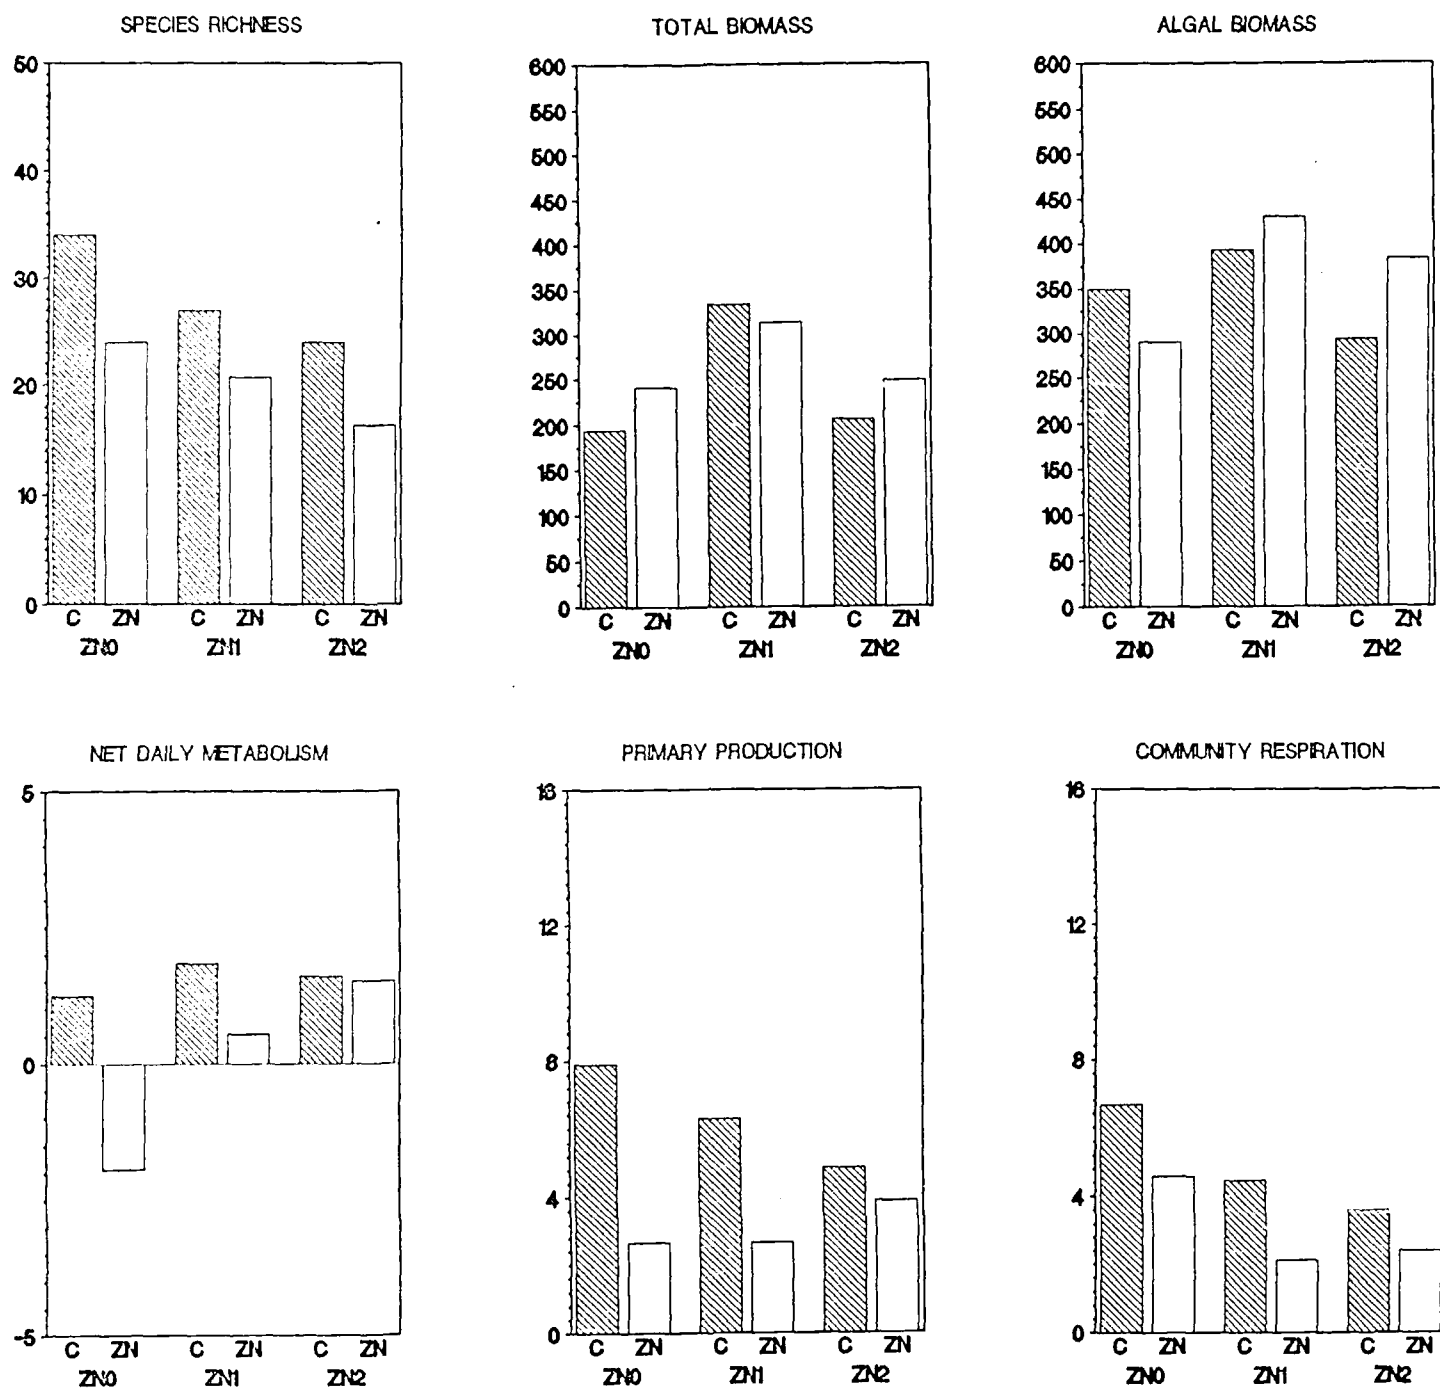 SPECIES RICHNESS
50
40
30
20
10
0
C ZN C ZN C ZN
ZN0 ZN1 ZN2
TOTAL BIOMASS
600
550
500
450
400
350
300
250
200
150
100
50
0
C ZN C ZN C ZN
ZN0 ZN1 ZN2
ALGAL BIOMASS
600
550
500
450
400
350
300
250
200
150
100
50
0
C ZN C ZN C ZN
ZN0 ZN1 ZN2
NET DAILY METABOLISM
5
0
-5
C ZN C ZN C ZN
ZN0 ZN1 ZN2
PRIMARY PRODUCTION
16
12
8
4
0
C ZN C ZN C ZN
ZN0 ZN1 ZN2
COMMUNITY RESPIRATION
16
12
8
4
0
C ZN C ZN C ZN
ZN0 ZN1 ZN2